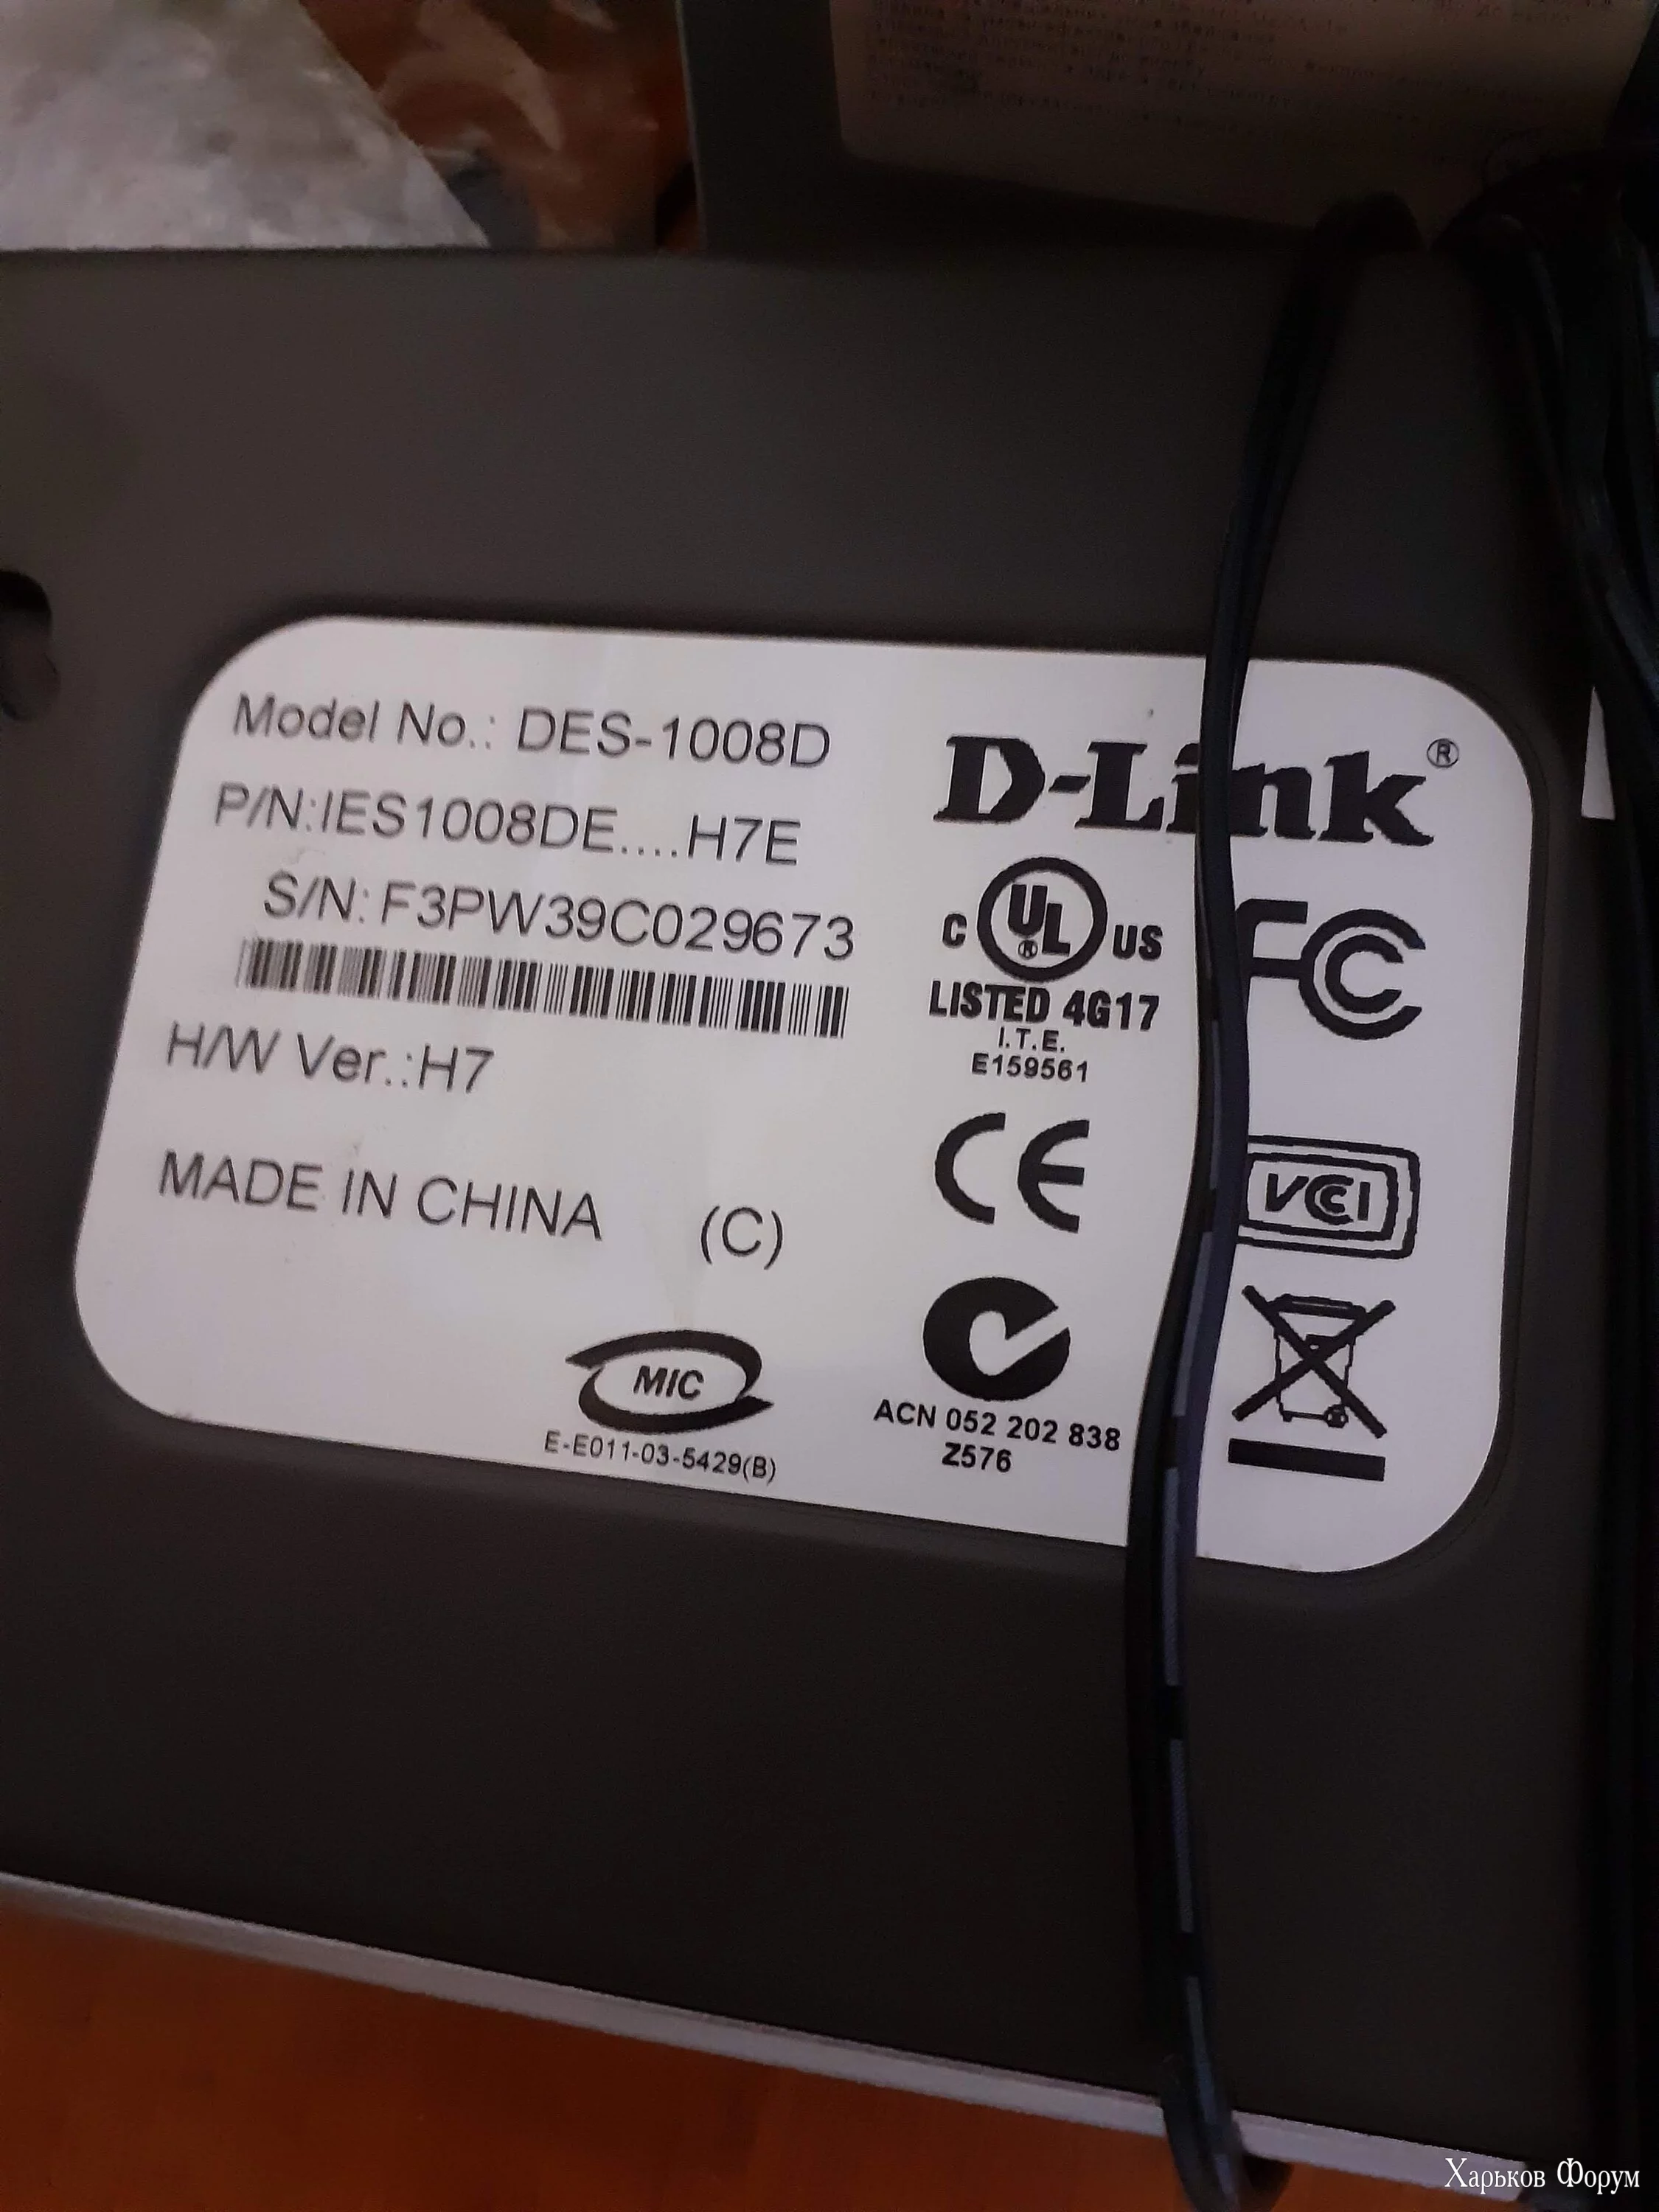 Model No.: DES-1008D
P/N:IES1008DE....H7E
S/N: F3PW39C029673
H/W Ver.:H7
MADE IN CHINA (C)
MIC
E-E011-03-5429(B)
D-Link®
C UL® US
LISTED 4G17
I.T.E.
E159561
FC
CE
VCCI
ACN 052 202 838
Z576
Харьков Форум